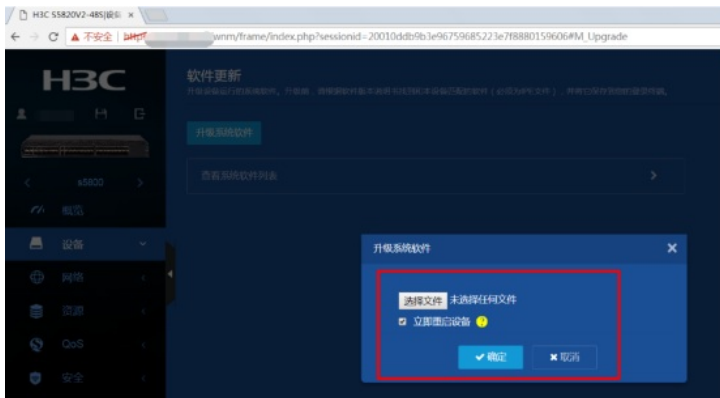 H3C S5820V2-48S|设备 ×
不安全 | https wnm/frame/index.php?sessionid=20010ddb9b3e96759685223e7f8880159606#M_Upgrade
H3C
软件更新
升级系统软件
查看系统软件列表
s5800
概览
设备
网络
资源
QoS
安全
升级系统软件
选择文件 未选择任何文件
立即重启设备 ?
确定 取消